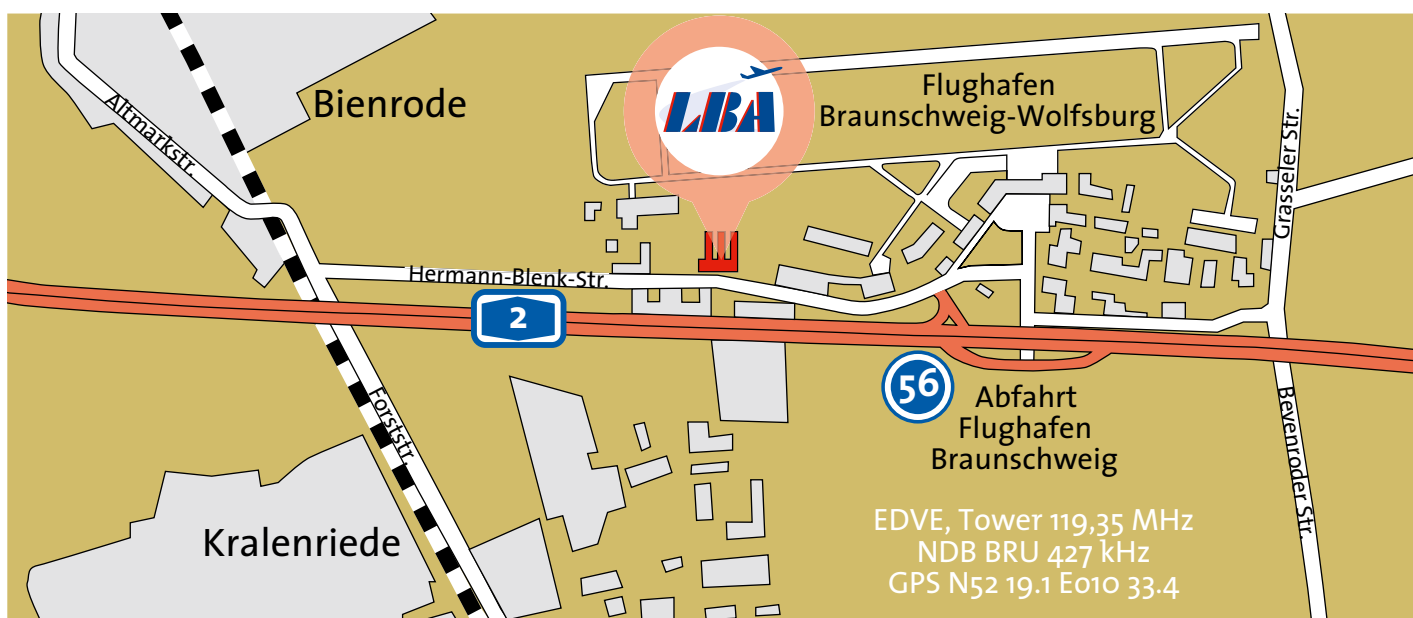 Bienrode
Altmarkstr.
LBA
Flughafen
Braunschweig-Wolfsburg
Grasseler Str.
Hermann-Blenk-Str.
2
56
Abfahrt
Flughafen
Braunschweig
Forststr.
Bevenroder Str.
Kralenriede
EDVE, Tower 119,35 MHz
NDB BRU 427 kHz
GPS N52 19.1 E010 33.4